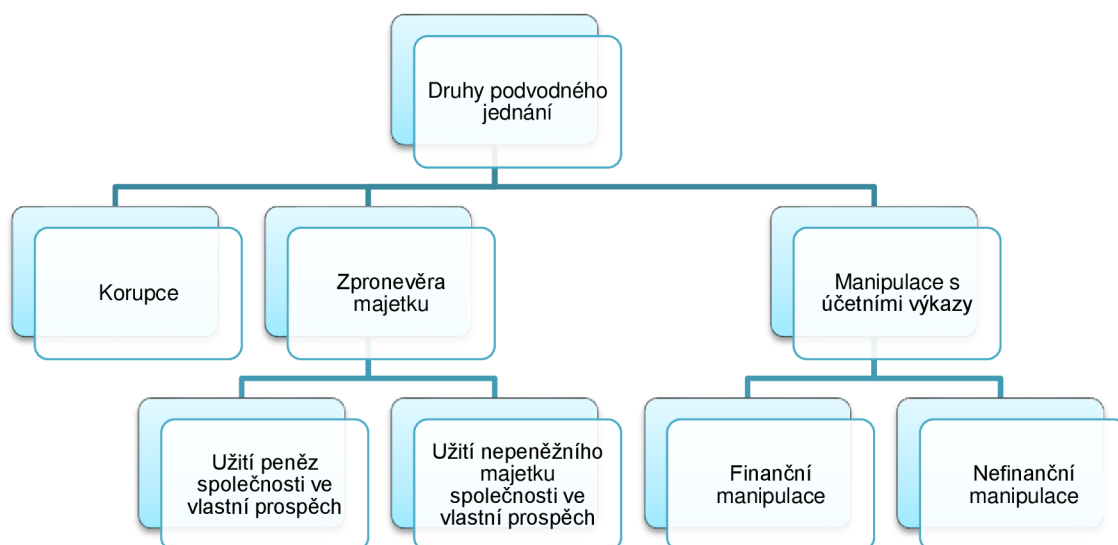 Druhy podvodného
jednání
Korupce
Zpronevěra
majetku
Manipulace s
účetními výkazy
Užití peněz
společnosti ve
vlastní prospěch
Užití nepeněžního
majetku
společnosti ve
vlastní prospěch
Finanční
manipulace
Nefinanční
manipulace